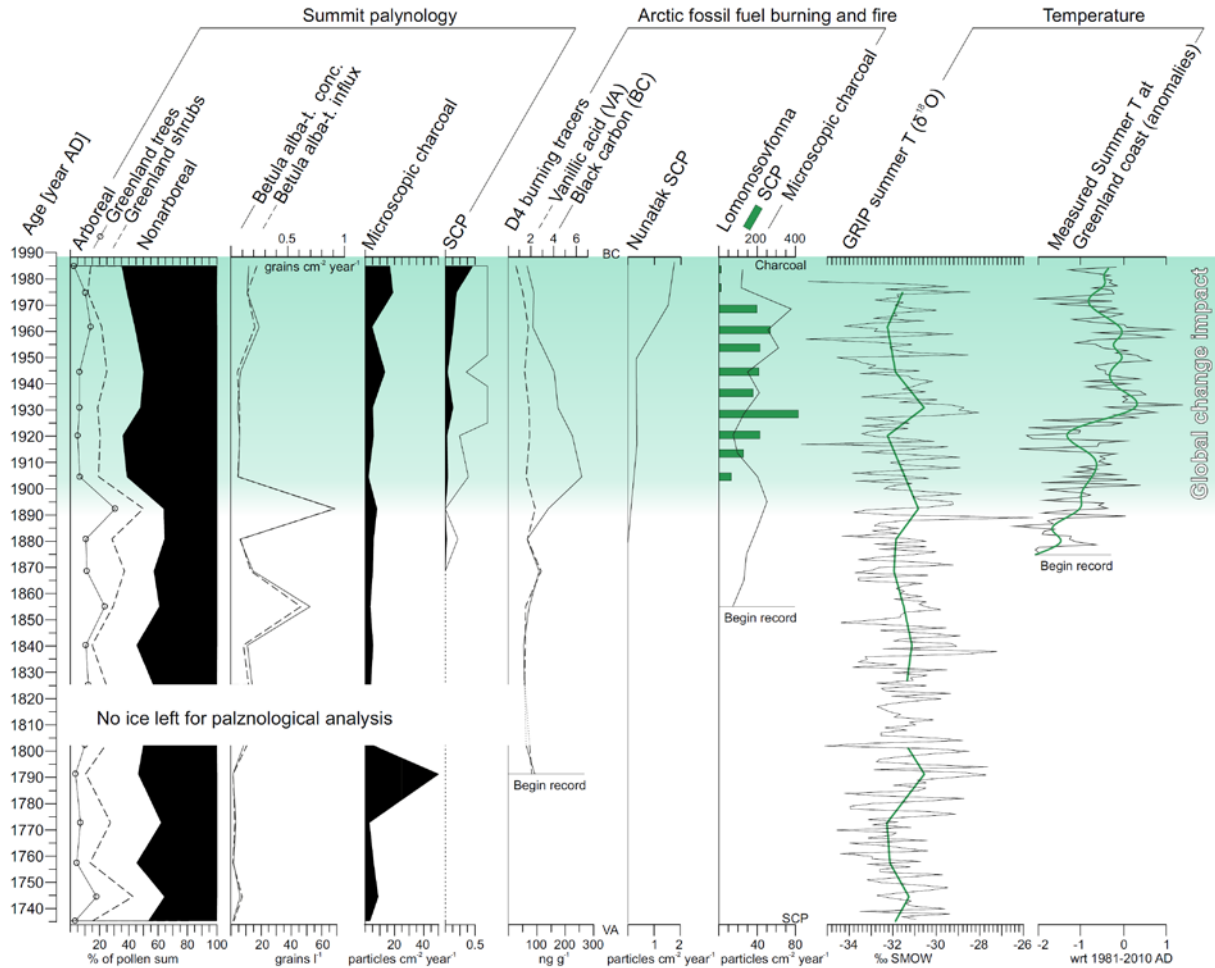 Summit palynology
Arctic fossil fuel burning and fire
Temperature
Age [year AD]
Arboreal
Greenland trees
Greenland shrubs
Nonarboreal
Betula alba-t. conc.
Betula alba-t. influx
Microscopic charcoal
SCP
D4 burning tracers
Vanillic acid (VA)
Black carbon (BC)
Nunatak SCP
Lomonosovfonna
SCP
Microscopic charcoal
GRIP summer T (δ18O)
Measured Summer T at
Greenland coast (anomalies)
0.5 1
grains cm-2 year-1
2 4 6
BC
200 400
Charcoal
1990
1980
1970
1960
1950
1940
1930
1920
1910
1900
1890
1880
1870
1860
1850
1840
1830
1820
1810
1800
1790
1780
1770
1760
1750
1740
Global change impact
Begin record
Begin record
Begin record
No ice left for palznological analysis
VA
SCP
20 40 60 80 100
% of pollen sum
20 40 60 80
grains l-1
20 40
0.5
particles cm-2 year-1
100 200 300
ng g-1
1 2
particles cm-2 year-1
40 80
particles cm-2 year-1
-34 -32 -30 -28 -26
‰ SMOW
-2 -1 0 1
wrt 1981-2010 AD